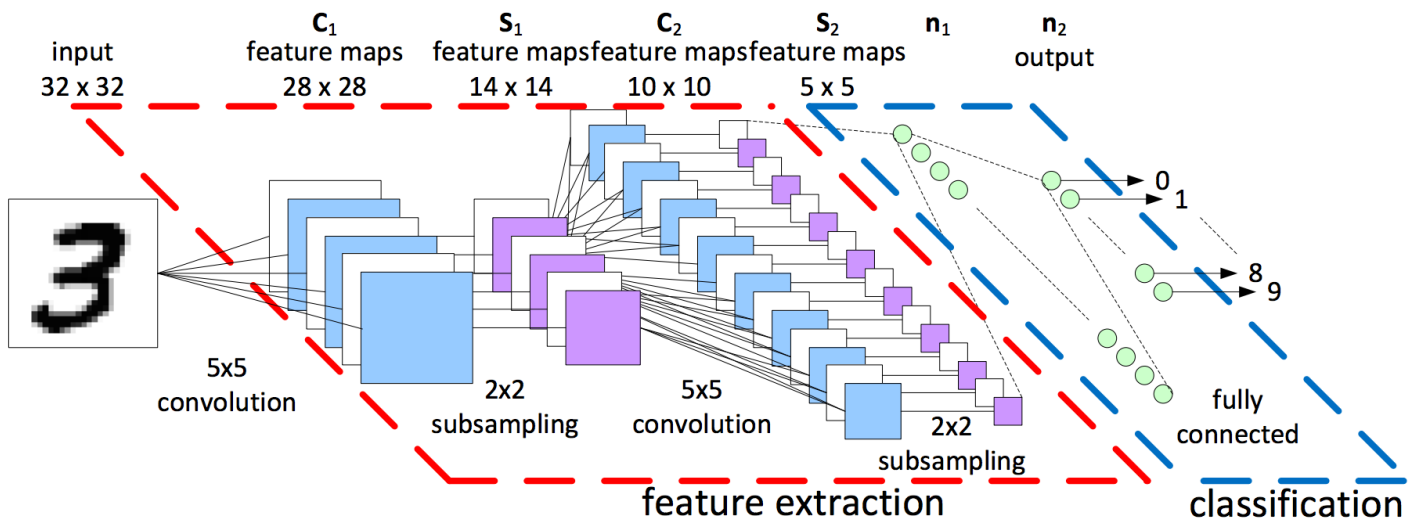 input
32 x 32
C₁
feature maps
28 x 28
S₁
feature maps
14 x 14
C₂
feature maps
10 x 10
S₂
feature maps
5 x 5
n₁
n₂
output
3
0
1
8
9
5x5
convolution
2x2
subsampling
5x5
convolution
2x2
subsampling
fully
connected
feature extraction
classification